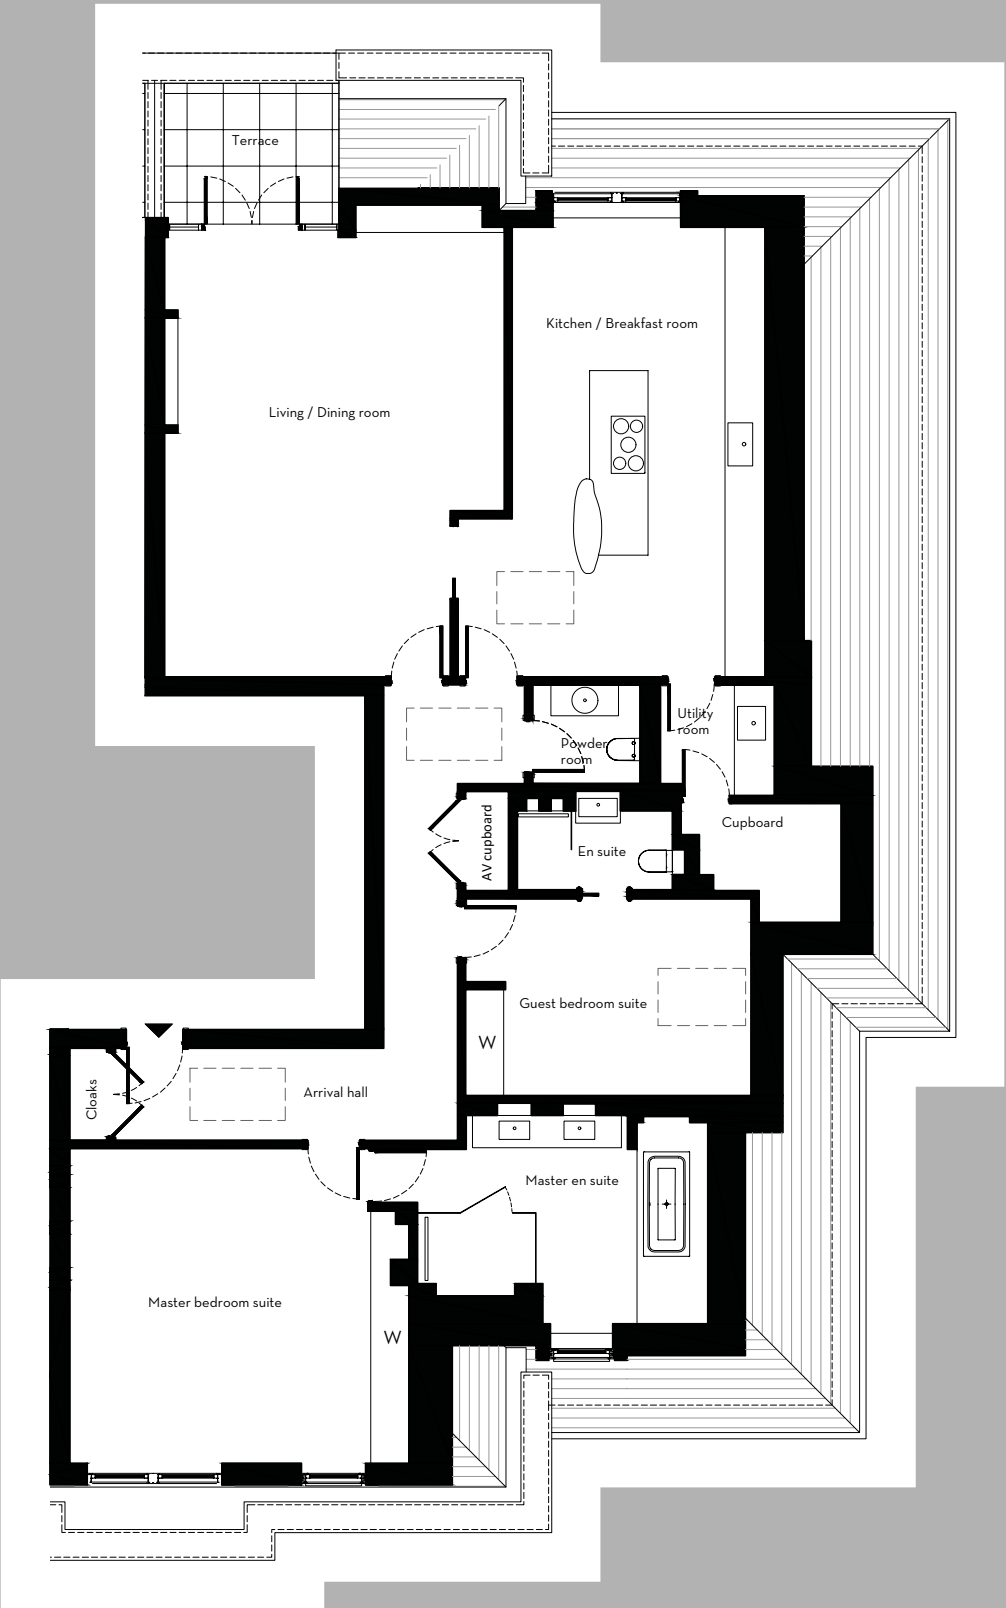 Terrace
Kitchen / Breakfast room
Living / Dining room
Utility
room
Powder
room
Cupboard
AV cupboard
En suite
Guest bedroom suite
W
Cloaks
Arrival hall
Master en suite
Master bedroom suite
W